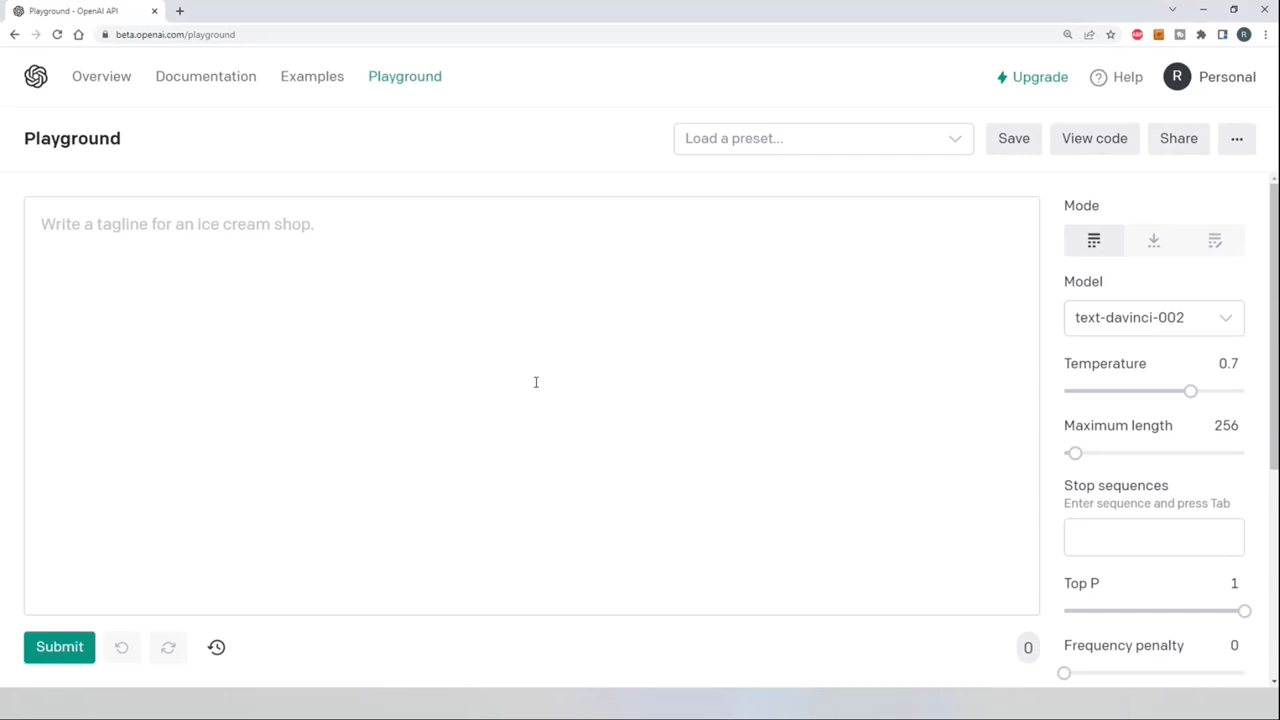 Playground - OpenAI API
beta.openai.com/playground
ABP
R
Overview
Documentation
Examples
Playground
Upgrade
? Help
R
Personal
Playground
Load a preset...
Save
View code
Share
...
Write a tagline for an ice cream shop.
Mode
Model
text-davinci-002
Temperature 0.7
Maximum length 256
Stop sequences
Enter sequence and press Tab
Top P 1
Frequency penalty 0
Submit
0